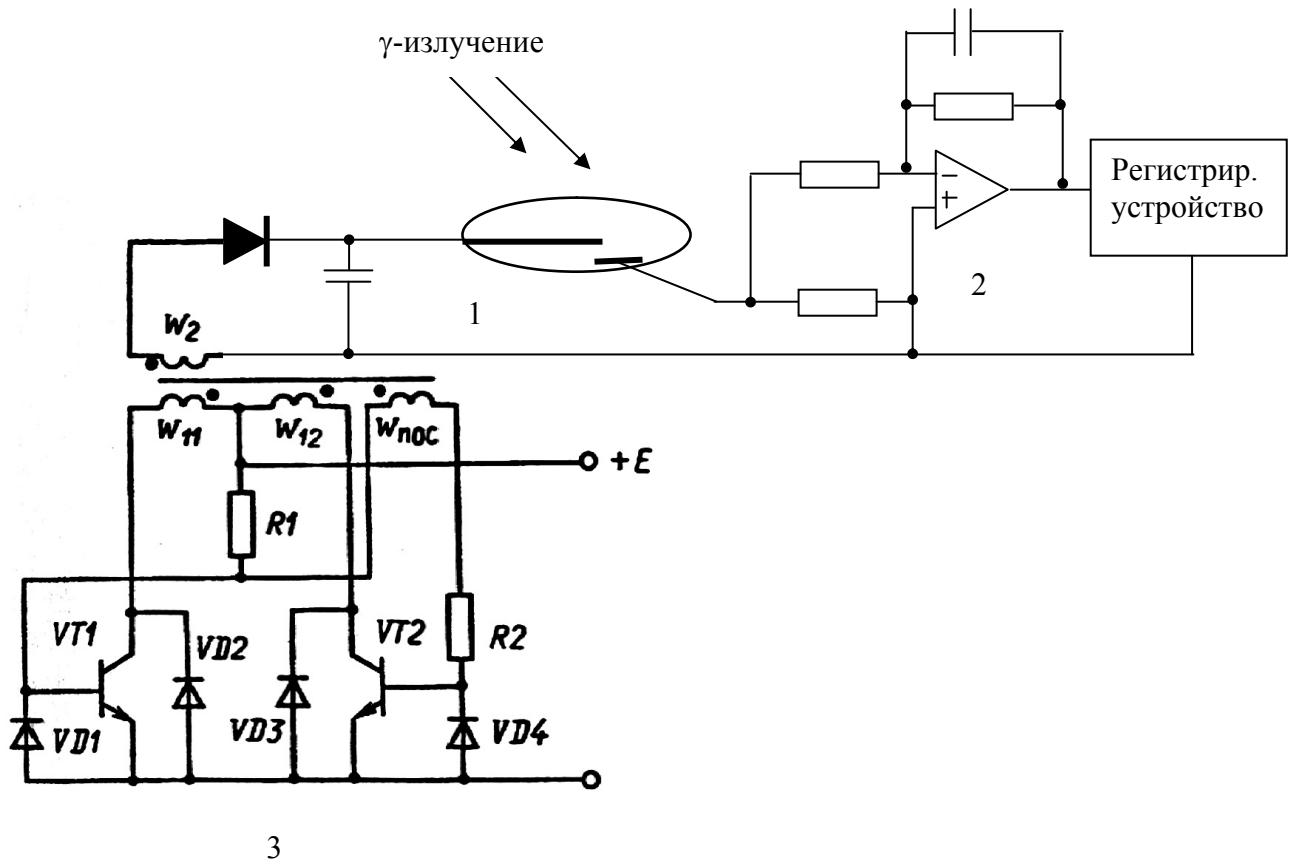 γ-излучение
Регистрир.
устройство
2
1
W2
W11
W12
Wпос
+E
R1
VT1
VD2
VT2
R2
VD1
VD3
VD4
3